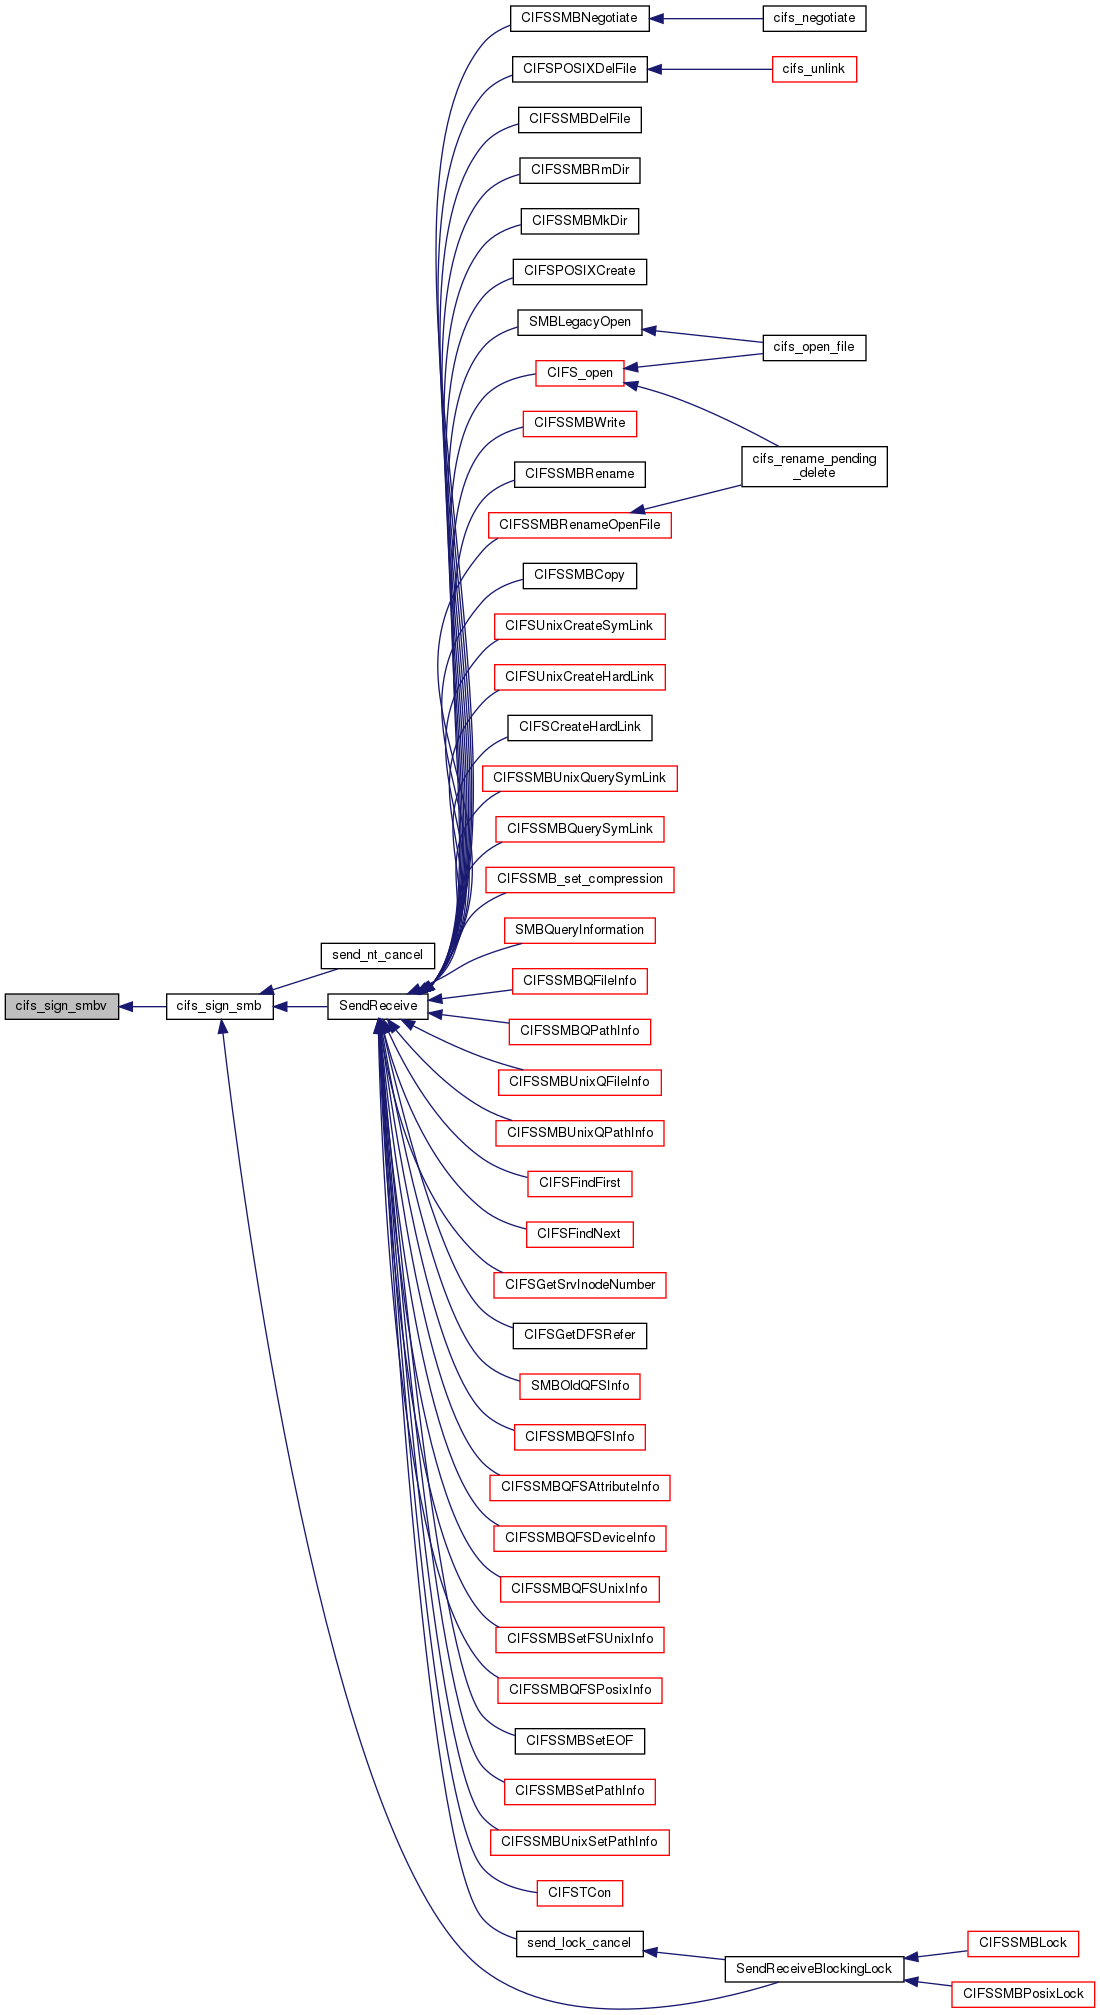 CIFSSMBNegotiate
cifs_negotiate
CIFSPOSIXDelFile
cifs_unlink
CIFSSMBDelFile
CIFSSMBRmDir
CIFSSMBMkDir
CIFSPOSIXCreate
SMBLegacyOpen
cifs_open_file
CIFS_open
CIFSSMBWrite
cifs_rename_pending
_delete
CIFSSMBRename
CIFSSMBRenameOpenFile
CIFSSMBCopy
CIFSUnixCreateSymLink
CIFSUnixCreateHardLink
CIFSCreateHardLink
CIFSSMBUnixQuerySymLink
CIFSSMBQuerySymLink
CIFSSMB_set_compression
SMBQueryInformation
send_nt_cancel
CIFSSMBQFileInfo
cifs_sign_smbv
cifs_sign_smb
SendReceive
CIFSSMBQPathInfo
CIFSSMBUnixQFileInfo
CIFSSMBUnixQPathInfo
CIFSFindFirst
CIFSFindNext
CIFSGetSrvInodeNumber
CIFSGetDFSRefer
SMBOldQFSInfo
CIFSSMBQFSInfo
CIFSSMBQFSAttributeInfo
CIFSSMBQFSDeviceInfo
CIFSSMBQFSUnixInfo
CIFSSMBSetFSUnixInfo
CIFSSMBQFSPosixInfo
CIFSSMBSetEOF
CIFSSMBSetPathInfo
CIFSSMBUnixSetPathInfo
CIFSTCon
send_lock_cancel
CIFSSMBLock
SendReceiveBlockingLock
CIFSSMBPosixLock